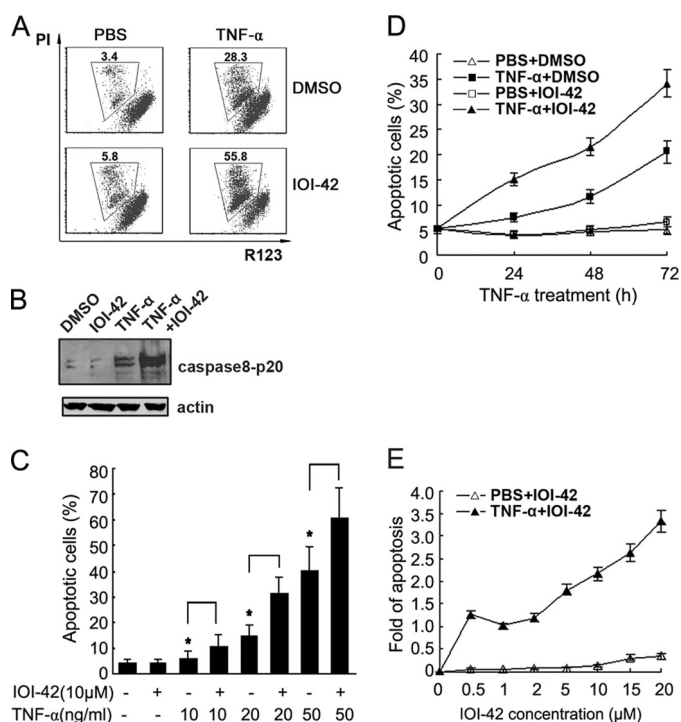 A
PI
PBS
TNF-α
3.4
28.3
DMSO
5.8
55.8
IOI-42
R123
B
DMSO
IOI-42
TNF-α
TNF-α
+IOI-42
caspase8-p20
actin
C
Apoptotic cells (%)
80
70
60
50
40
30
20
10
0
* * *
IOI-42(10μM) - + - + - + - +
TNF-α(ng/ml) - - 10 10 20 20 50 50
D
Apoptotic cells (%)
40
35
30
25
20
15
10
5
0
PBS+DMSO
TNF-α+DMSO
PBS+IOI-42
TNF-α+IOI-42
0 24 48 72
TNF-α treatment (h)
E
Fold of apoptosis
4.0
3.5
3.0
2.5
2.0
1.5
1.0
0.5
0
PBS+IOI-42
TNF-α+IOI-42
0 0.5 1 2 5 10 15 20
IOI-42 concentration (μM)